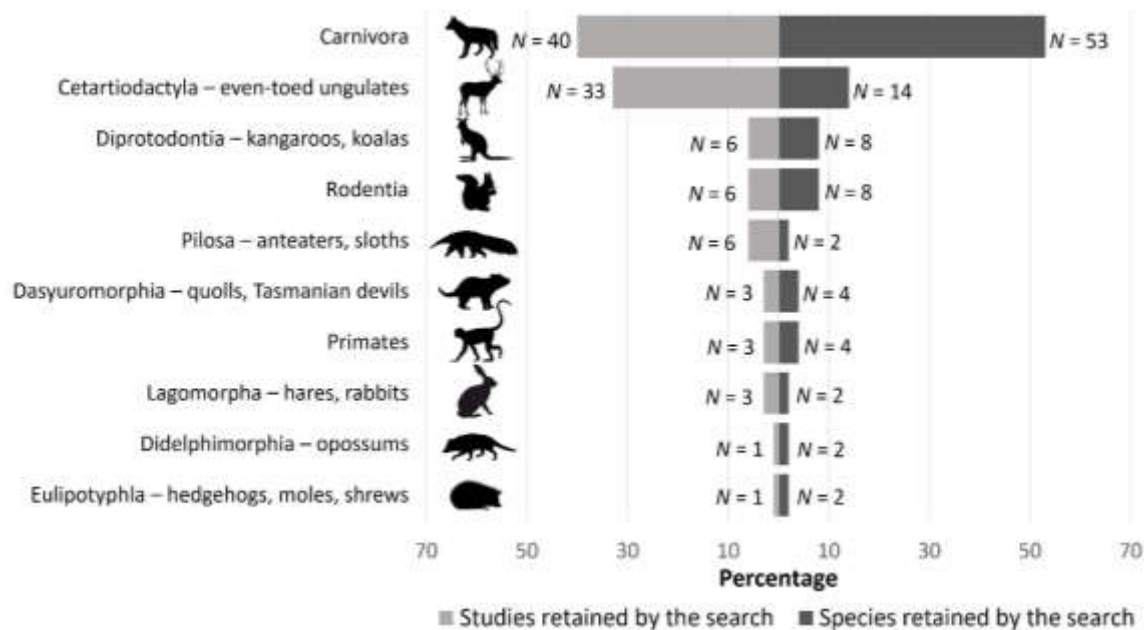 Carnivora N = 40 N = 53
Cetartiodactyla – even-toed ungulates N = 33 N = 14
Diprotodontia – kangaroos, koalas N = 6 N = 8
Rodentia N = 6 N = 8
Pilosa – anteaters, sloths N = 6 N = 2
Dasyuromorphia – quolls, Tasmanian devils N = 3 N = 4
Primates N = 3 N = 4
Lagomorpha – hares, rabbits N = 3 N = 2
Didelphimorphia – opossums N = 1 N = 2
Eulipotyphla – hedgehogs, moles, shrews N = 1 N = 2
70 50 30 10 10 30 50 70
Percentage
Studies retained by the search Species retained by the search